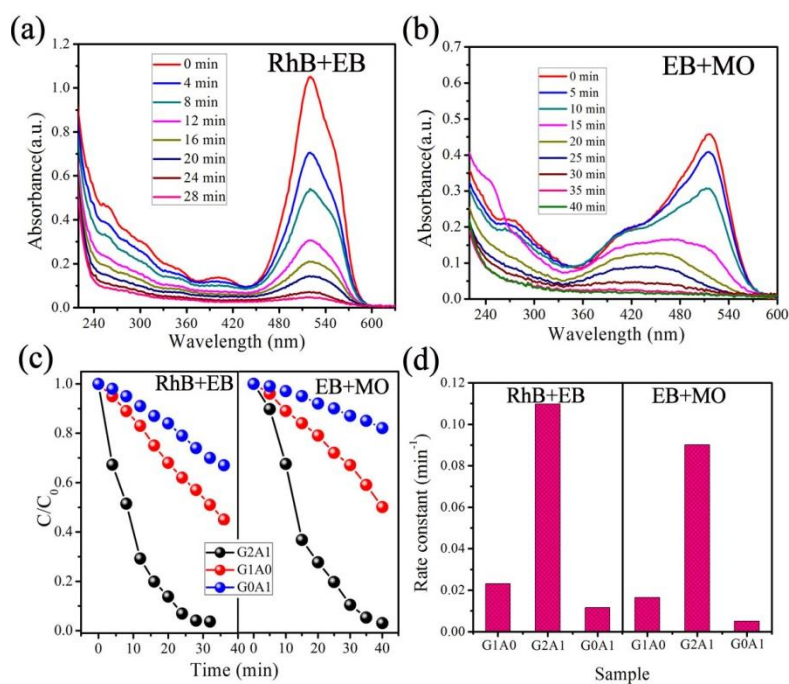 (a)
RhB+EB
0 min
4 min
8 min
12 min
16 min
20 min
24 min
28 min
Absorbance(a.u.)
1.2
1.0
0.8
0.6
0.4
0.2
0.0
240 300 360 420 480 540 600
Wavelength (nm)
(b)
EB+MO
0 min
5 min
10 min
15 min
20 min
25 min
30 min
35 min
40 min
Absorbance(a.u.)
0.7
0.6
0.5
0.4
0.3
0.2
0.1
0.0
240 300 360 420 480 540 600
Wavelength (nm)
(c)
RhB+EB EB+MO
C/C0
1.0
0.8
0.6
0.4
0.2
0.0
G2A1
G1A0
G0A1
0 10 20 30 40 0 10 20 30 40
Time (min)
(d)
RhB+EB EB+MO
Rate constant (min-1)
0.12
0.10
0.08
0.06
0.04
0.02
0.00
G1A0 G2A1 G0A1 G1A0 G2A1 G0A1
Sample